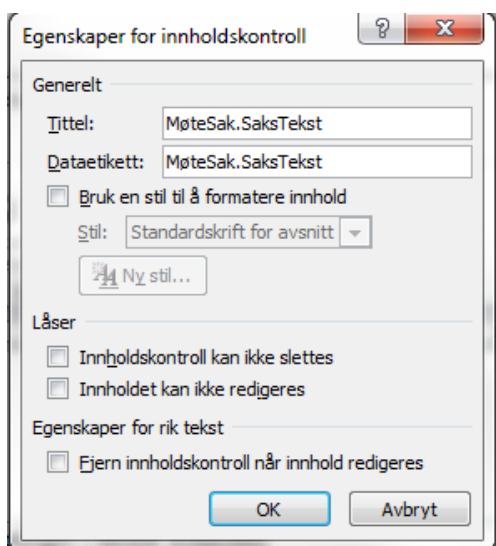 Egenskaper for innholdskontroll
Generelt
Tittel: MøteSak.SaksTekst
Dataetikett: MøteSak.SaksTekst
Bruk en stil til å formatere innhold
Stil: Standardskrift for avsnitt
Ny stil...
Låser
Innholdskontroll kan ikke slettes
Innholdet kan ikke redigeres
Egenskaper for rik tekst
Fjern innholdskontroll når innhold redigeres
OK Avbryt